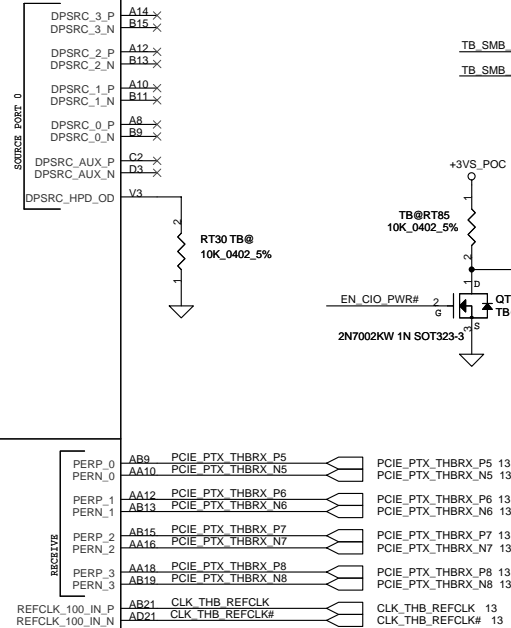 DPSRC_3_P A14
DPSRC_3_N B15
DPSRC_2_P A12
DPSRC_2_N B13
DPSRC_1_P A10
DPSRC_1_N B11
DPSRC_0_P A8
DPSRC_0_N B9
DPSRC_AUX_P C2
DPSRC_AUX_N D3
DPSRC_HPD_OD V3
SOURCE PORT 0
2
1
RT30 TB@
10K_0402_5%
TB_SMB_
TB_SMB_
+3VS_POC
1
TB@RT85
10K_0402_5%
2
1 D
EN_CIO_PWR# 2
G
QT
TB
3 S
2N7002KW 1N SOT323-3
RECEIVE
PERP_0 AB9 PCIE_PTX_THBRX_P5 PCIE_PTX_THBRX_P5 13
PERN_0 AA10 PCIE_PTX_THBRX_N5 PCIE_PTX_THBRX_N5 13
PERP_1 AA12 PCIE_PTX_THBRX_P6 PCIE_PTX_THBRX_P6 13
PERN_1 AB13 PCIE_PTX_THBRX_N6 PCIE_PTX_THBRX_N6 13
PERP_2 AB15 PCIE_PTX_THBRX_P7 PCIE_PTX_THBRX_P7 13
PERN_2 AA16 PCIE_PTX_THBRX_N7 PCIE_PTX_THBRX_N7 13
PERP_3 AA18 PCIE_PTX_THBRX_P8 PCIE_PTX_THBRX_P8 13
PERN_3 AB19 PCIE_PTX_THBRX_N8 PCIE_PTX_THBRX_N8 13
REFCLK_100_IN_P AB21 CLK_THB_REFCLK CLK_THB_REFCLK 13
REFCLK_100_IN_N AD21 CLK_THB_REFCLK# CLK_THB_REFCLK# 13